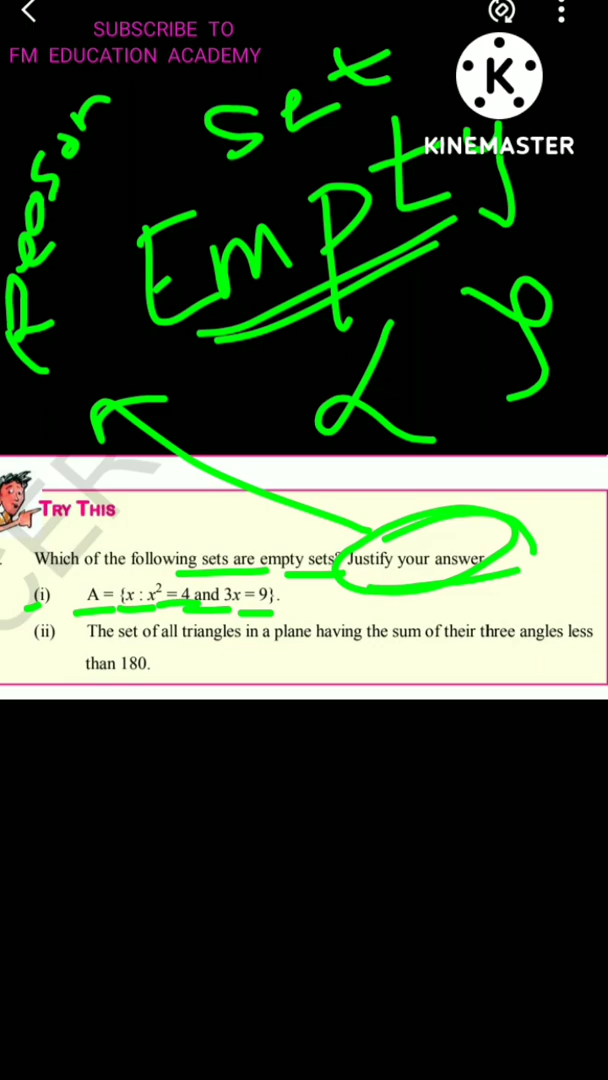 SUBSCRIBE TO
FM EDUCATION ACADEMY
K
KINEMASTER
Reason
set
Empty
TRY THIS
Which of the following sets are empty sets? Justify your answer
(i) A = {x : x² = 4 and 3x = 9}.
(ii) The set of all triangles in a plane having the sum of their three angles less
than 180.